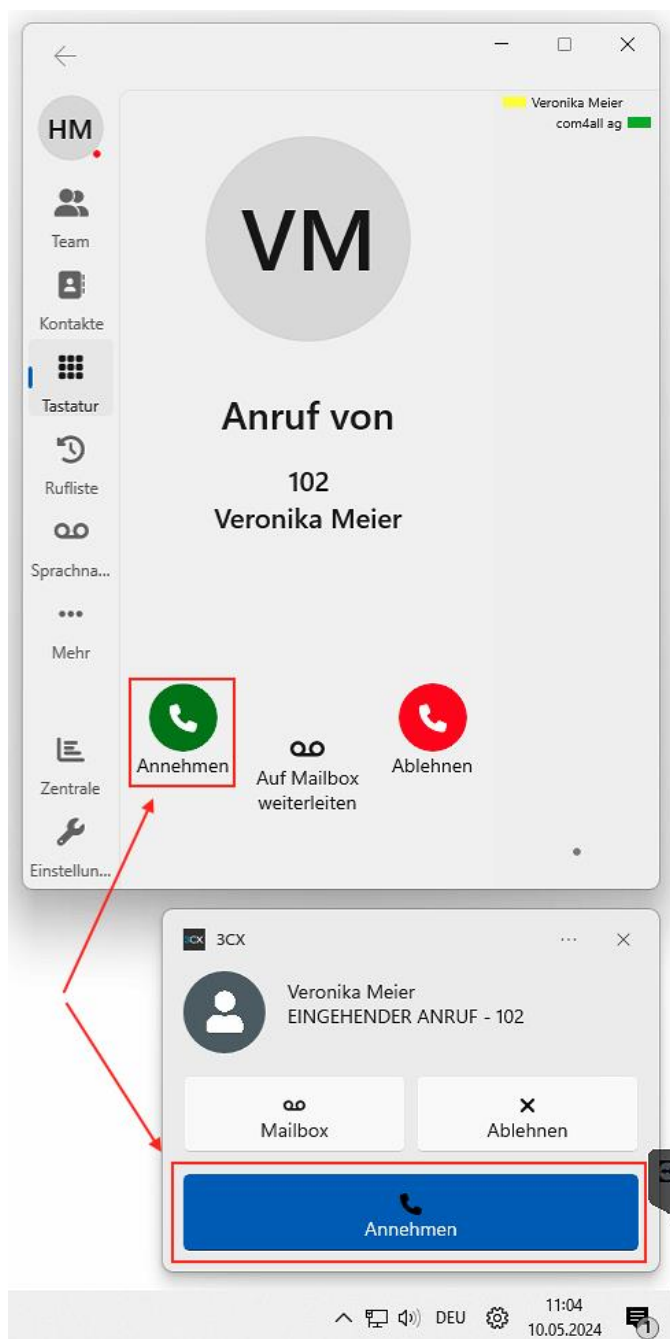 Veronika Meier
com4all ag
HM
Team
Kontakte
Tastatur
Rufliste
Sprachna...
Mehr
Zentrale
Einstellun...
VM
Anruf von
102
Veronika Meier
Annehmen
Auf Mailbox
weiterleiten
Ablehnen
3CX
3CX
Veronika Meier
EINGEHENDER ANRUF - 102
Mailbox
Ablehnen
Annehmen
DEU
11:04
10.05.2024
1